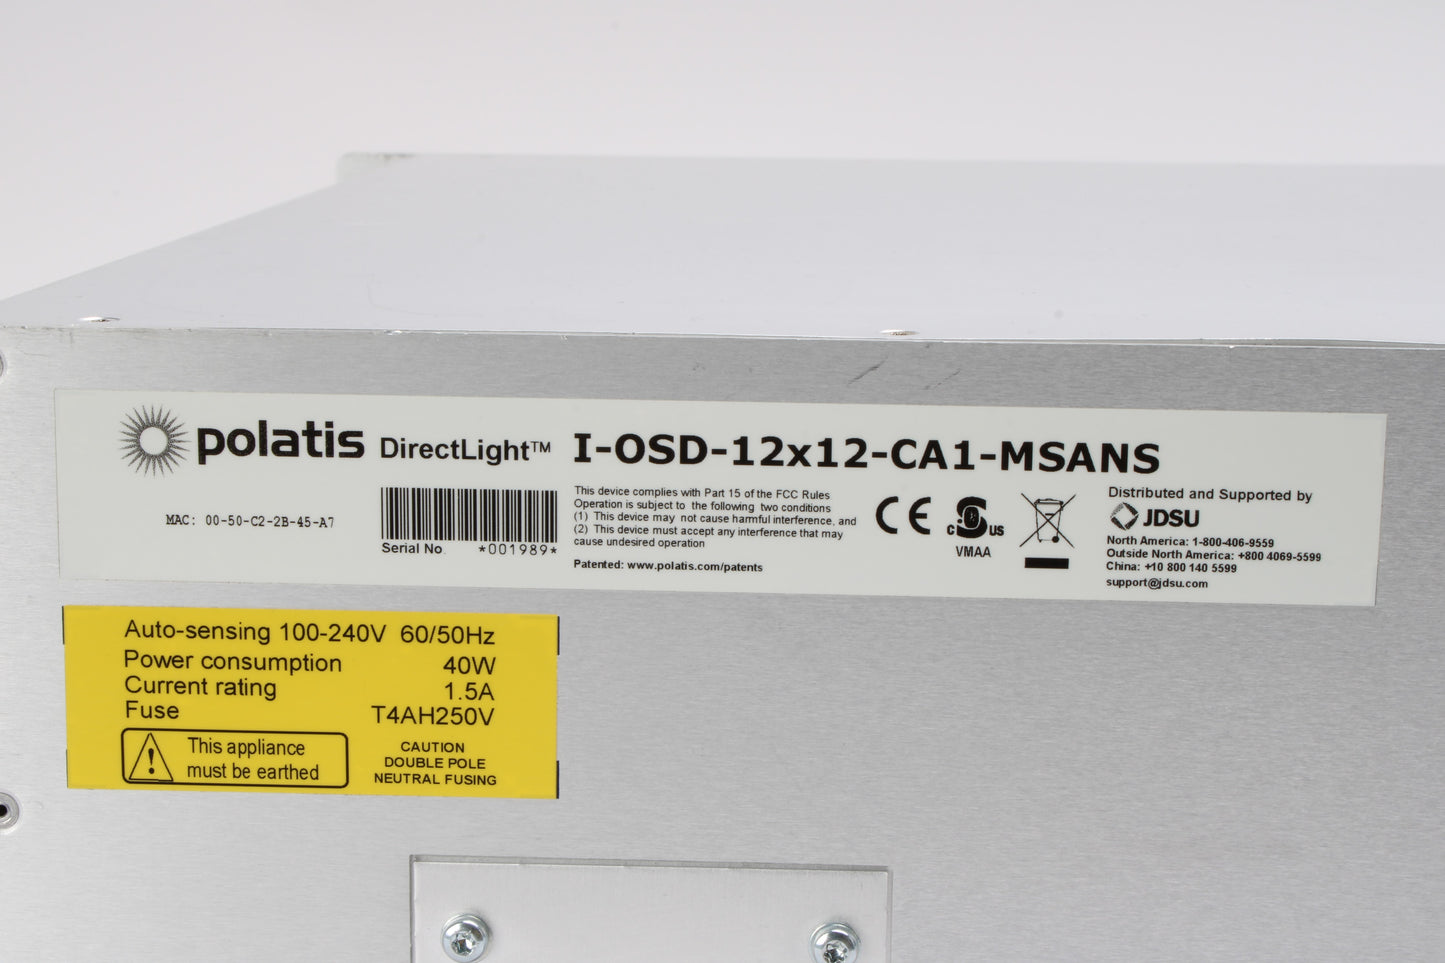 polatis DirectLight™ I-OSD-12x12-CA1-MSANS
MAC: 00-50-C2-2B-45-A7
Serial No *001989*
This device complies with Part 15 of the FCC Rules
Operation is subject to the following two conditions
(1) This device may not cause harmful interference, and
(2) This device must accept any interference that may
cause undesired operation
Patented: www.polatis.com/patents
CE
C US
VMAA
Distributed and Supported by
JDSU
North America: 1-800-406-9559
Outside North America: +800 4069-5599
China: +10 800 140 5599
support@jdsu.com
Auto-sensing 100-240V 60/50Hz
Power consumption 40W
Current rating 1.5A
Fuse T4AH250V
This appliance
must be earthed
CAUTION
DOUBLE POLE
NEUTRAL FUSING